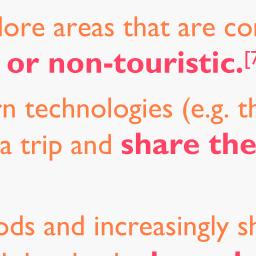 lore areas that are con
or non-touristic.[7
rn technologies (e.g. th
a trip and share the
ods and increasingly sh